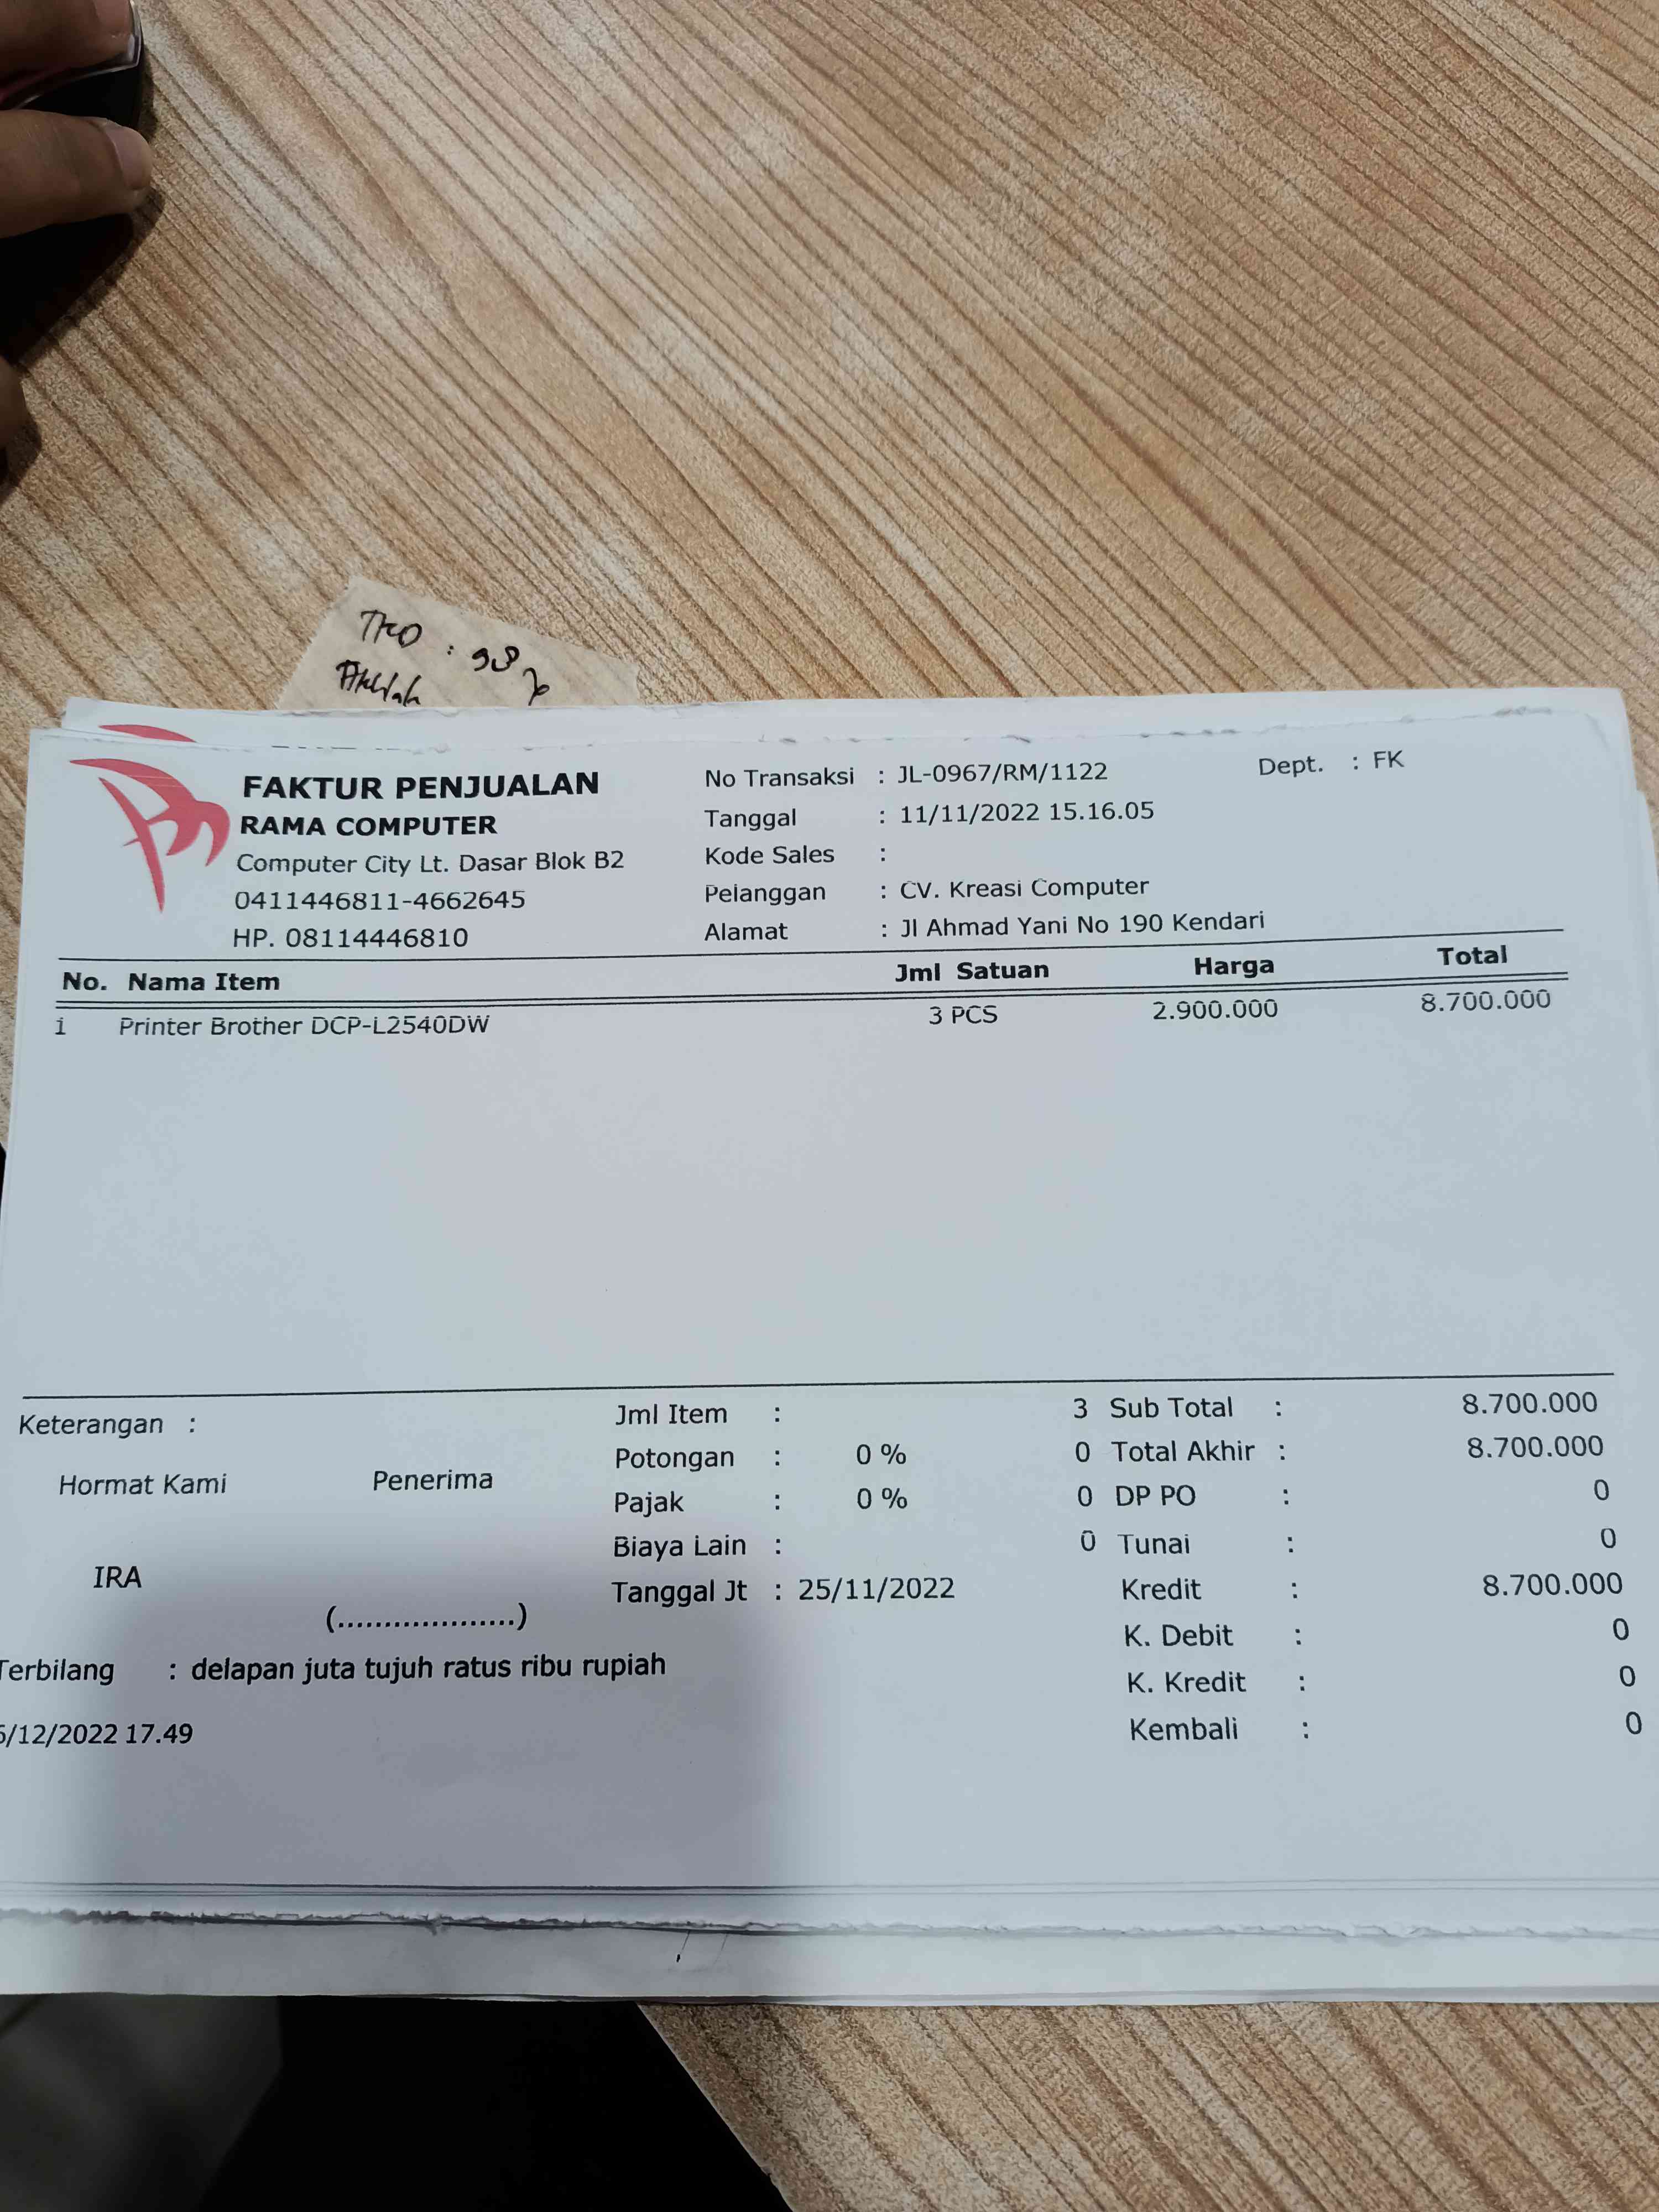 TKO : 98
FAKTUR PENJUALAN
RAMA COMPUTER
Computer City Lt. Dasar Blok B2
0411446811-4662645
HP. 08114446810
No Transaksi : JL-0967/RM/1122
Dept. : FK
Tanggal : 11/11/2022 15.16.05
Kode Sales :
Pelanggan : CV. Kreasi Computer
Alamat : Jl Ahmad Yani No 190 Kendari
No. Nama Item Jml Satuan Harga Total
1 Printer Brother DCP-L2540DW 3 PCS 2.900.000 8.700.000
Keterangan :
Hormat Kami Penerima
IRA
(...................)
Jml Item : 3
Potongan : 0 % 0
Pajak : 0 % 0
Biaya Lain : 0
Tanggal Jt : 25/11/2022
Sub Total : 8.700.000
Total Akhir : 8.700.000
DP PO : 0
Tunai : 0
Kredit : 8.700.000
K. Debit : 0
K. Kredit : 0
Kembali : 0
Terbilang : delapan juta tujuh ratus ribu rupiah
6/12/2022 17.49